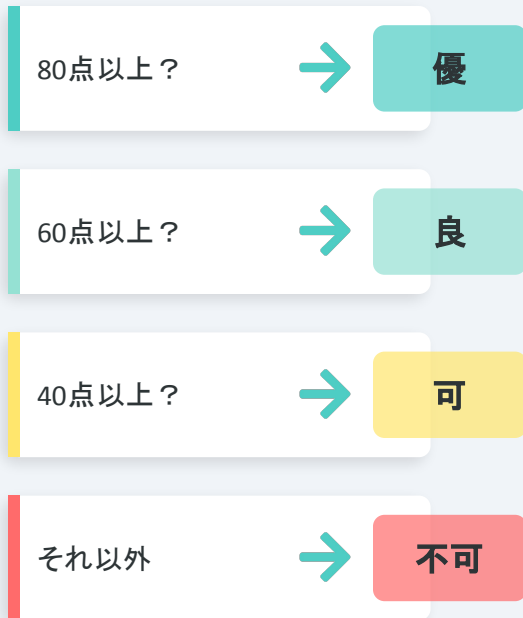 80点以上？
優
60点以上？
良
40点以上？
可
それ以外
不可